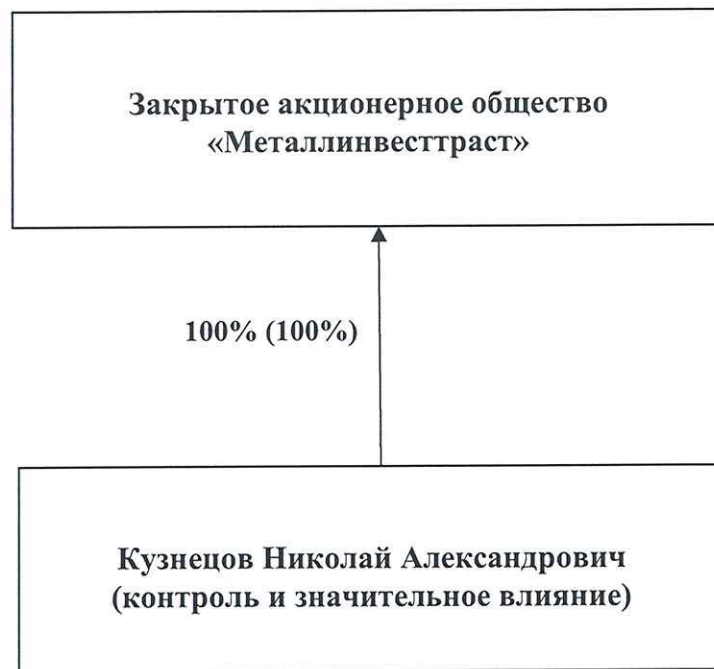 Закрытое акционерное общество
«Металлинвесттраст»
100% (100%)
Кузнецов Николай Александрович
(контроль и значительное влияние)